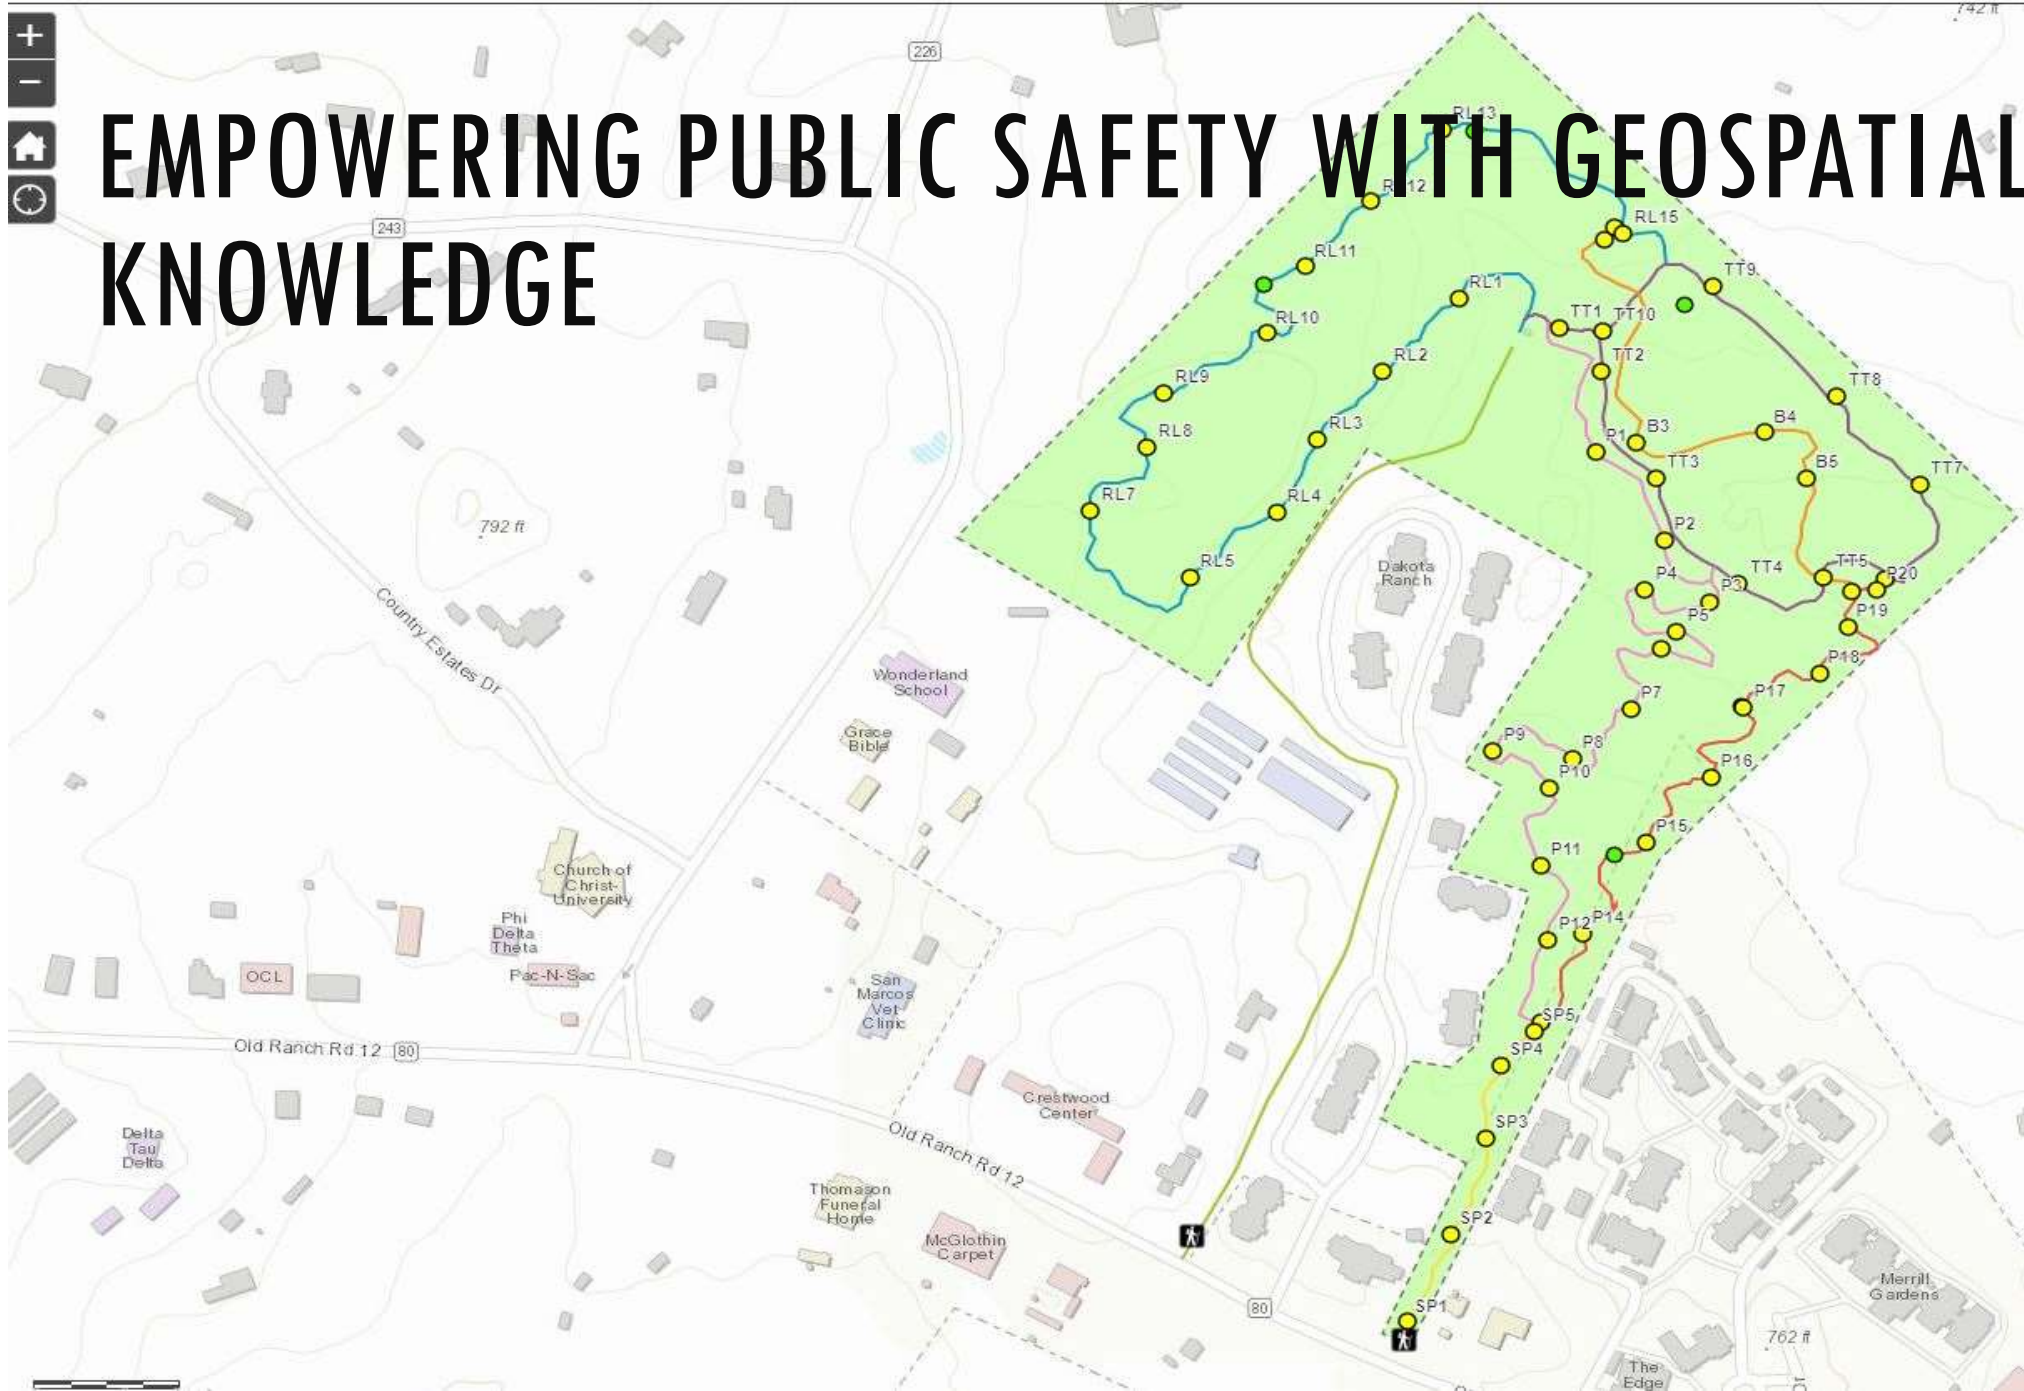 742 ft
226
EMPOWERING PUBLIC SAFETY WITH GEOSPATIAL
KNOWLEDGE
243
RL13
RL12
RL15
RL11
TT9
RL1
RL10
TT1
TT10
RL2
TT2
RL9
TT8
RL3
B4
RL8
B3
P1
TT3
B5
TT7
RL7
RL4
792 ft
P2
RL5
Dakota
Ranch
TT5
P4
TT4
P20
P3
P19
P5
Country Estates Dr
P18
Wonderland
School
P17
P7
Grace
Bible
P9
P8
P10
P16
P15
P11
Church of
Christ-
University
Phi
Delta
Theta
P12
P14
OCL
Pac-N-Sac
San
Marcos
Vet
Clinic
SP5
Old Ranch Rd 12
80
SP4
Crestwood
Center
SP3
Delta
Tau
Delta
Old Ranch Rd 12
Thomason
Funeral
Home
SP2
McGlothin
Carpet
Merrill
Gardens
80
SP1
762 ft
The
Edge